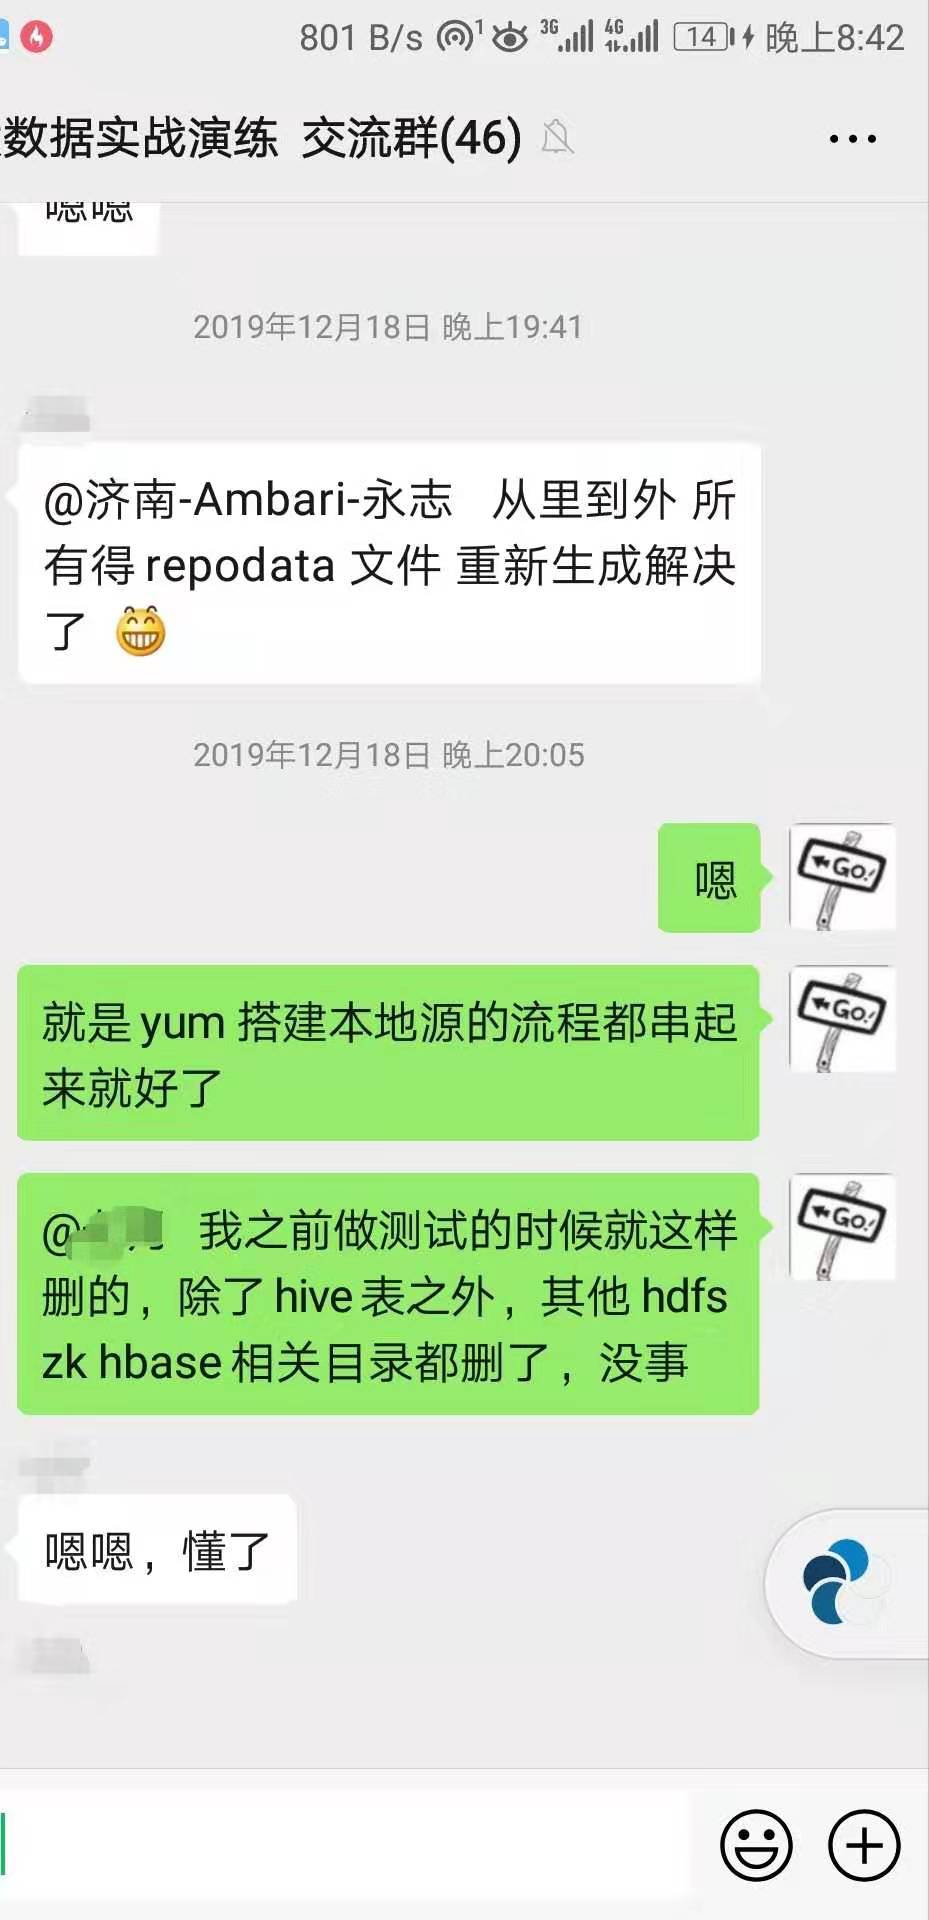 801 B/s 1 3G 4G 14 晚上8:42
数据实战演练 交流群(46)
嗯嗯
2019年12月18日 晚上19:41
@济南-Ambari-永志 从里到外 所
有得 repodata 文件 重新生成解决
了
2019年12月18日 晚上20:05
嗯
GO!
就是 yum 搭建本地源的流程都串起
来就好了
GO!
@ 我之前做测试的时候就这样
删的，除了 hive 表之外，其他 hdfs
zk hbase 相关目录都删了，没事
GO!
嗯嗯，懂了